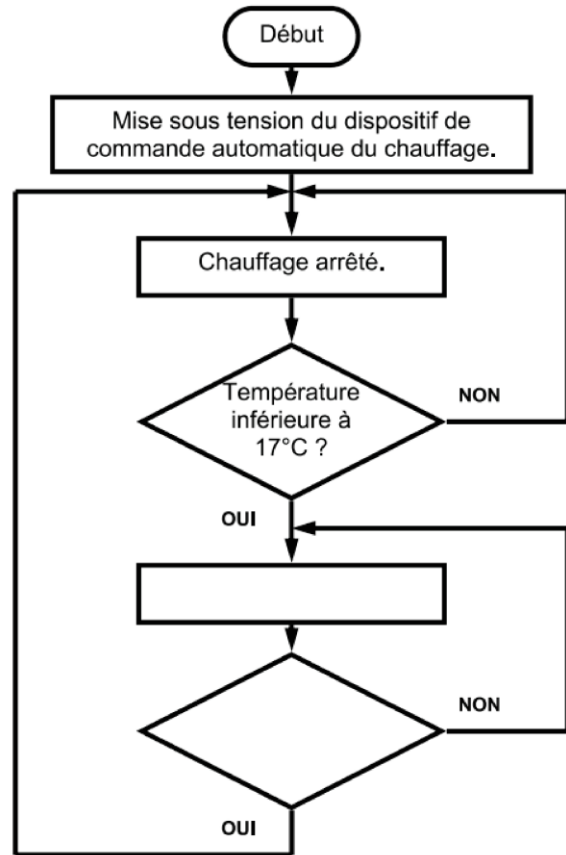 Début
Mise sous tension du dispositif de
commande automatique du chauffage.
Chauffage arrêté.
Température
inférieure à
17°C ?
NON
OUI
NON
OUI